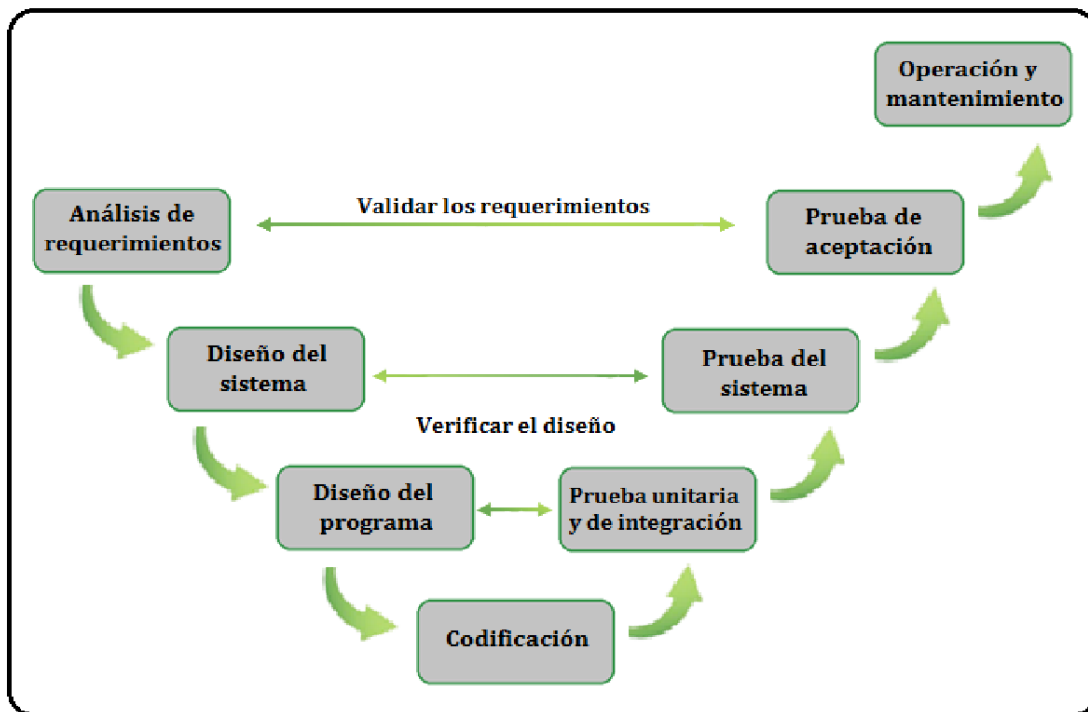 Operación y
mantenimiento
Análisis de
requerimientos
Validar los requerimientos
Prueba de
aceptación
Diseño del
sistema
Prueba del
sistema
Verificar el diseño
Diseño del
programa
Prueba unitaria
y de integración
Codificación